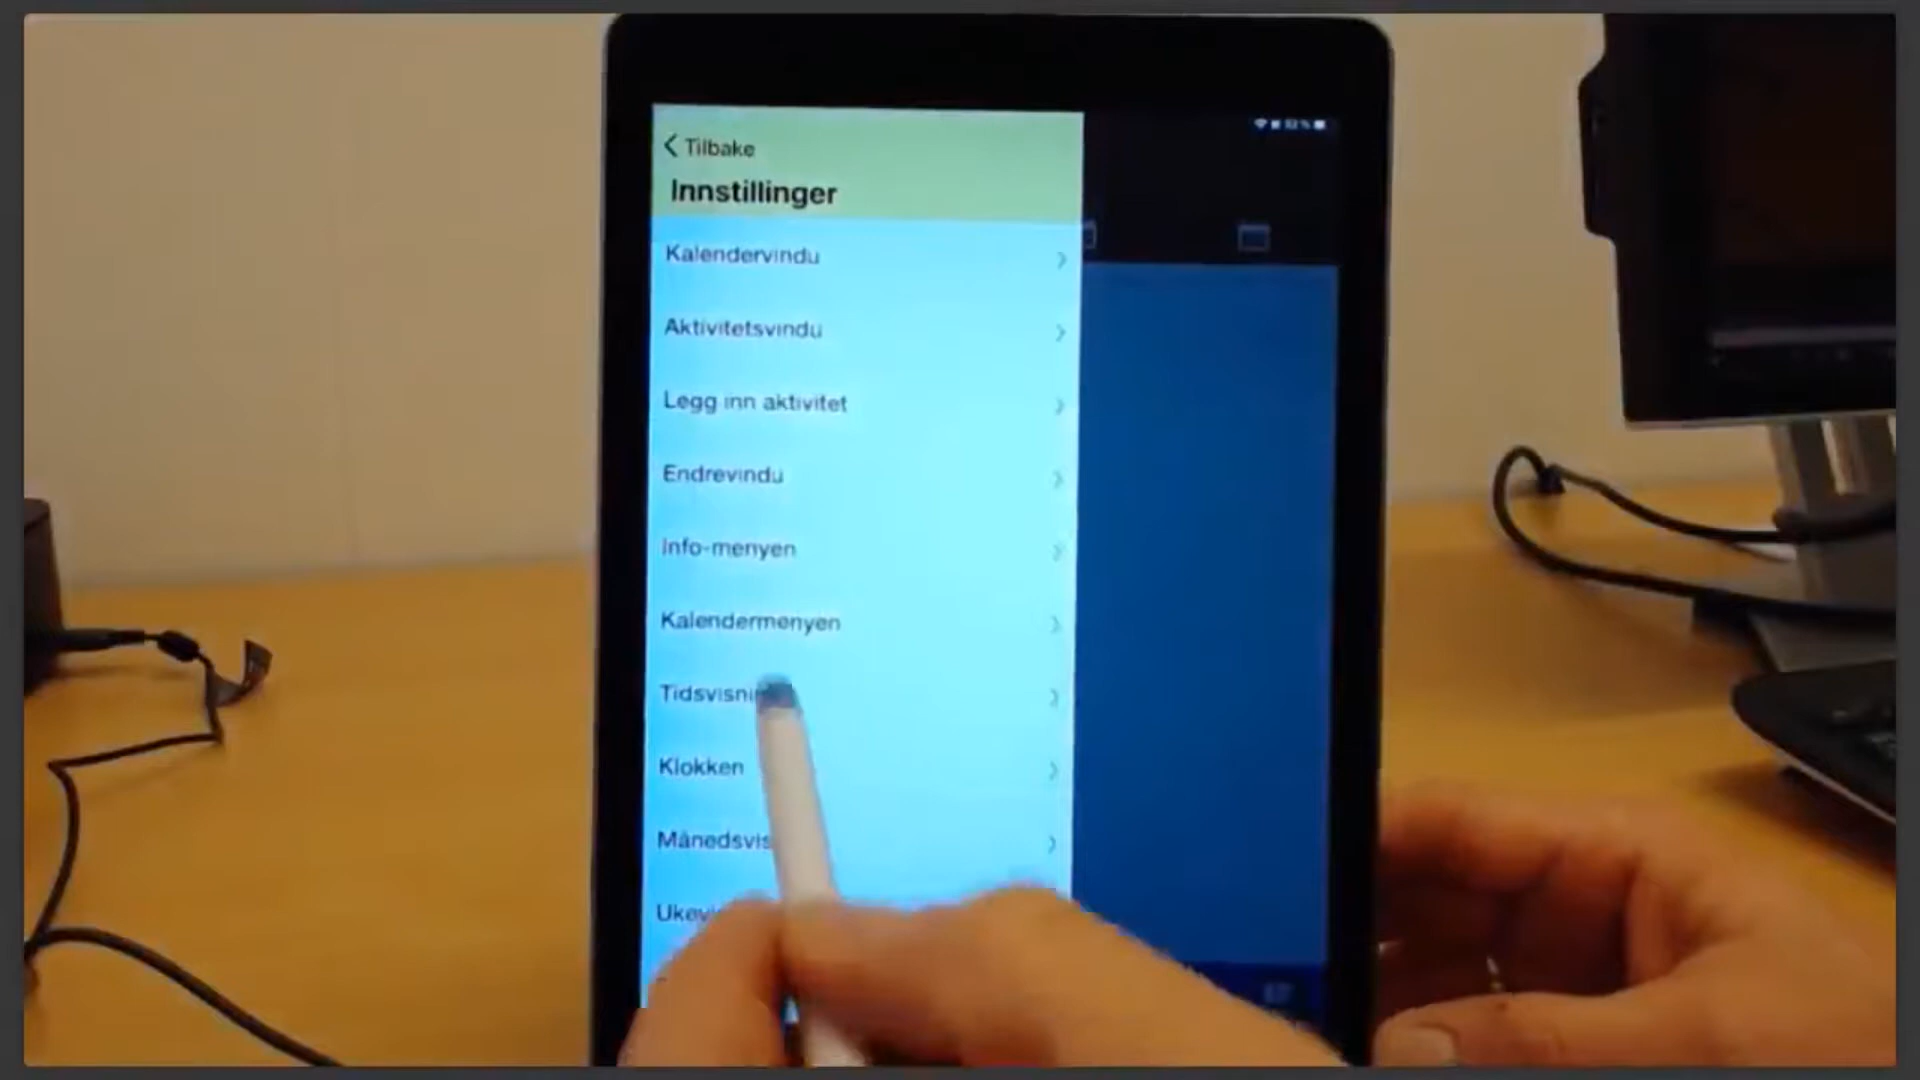 Tilbake
Innstillinger
Kalendervindu
Aktivitetsvindu
Legg inn aktivitet
Endrevindu
Info-menyen
Kalendermenyen
Klokken